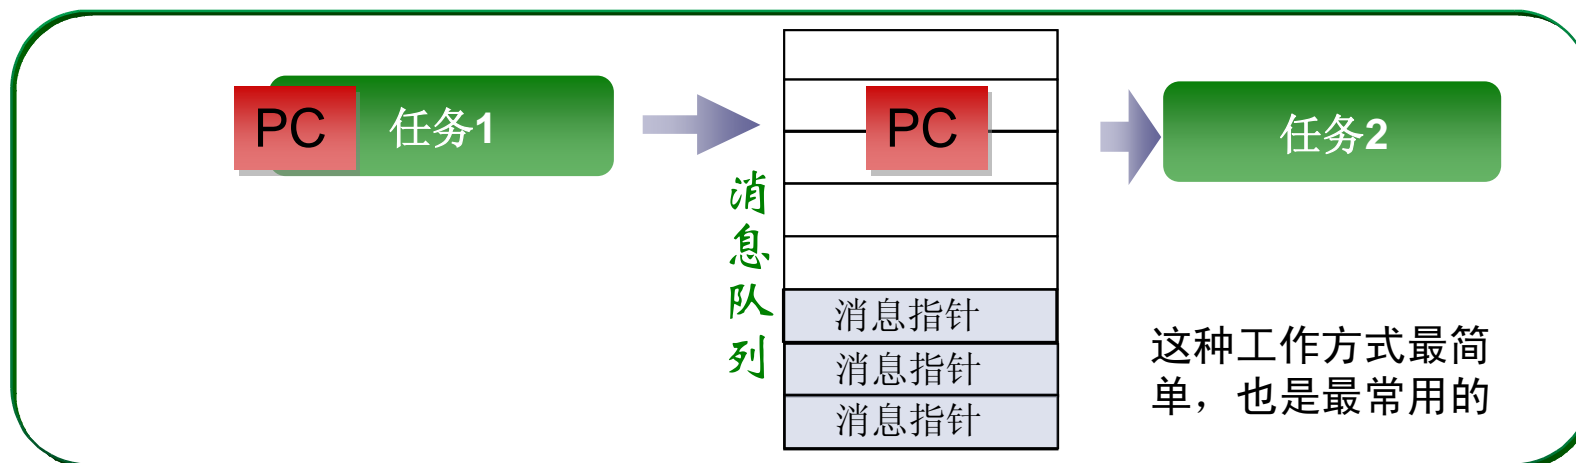 PC 任务1
PC
任务2
消息队列
消息指针
消息指针
消息指针
这种工作方式最简
单，也是最常用的